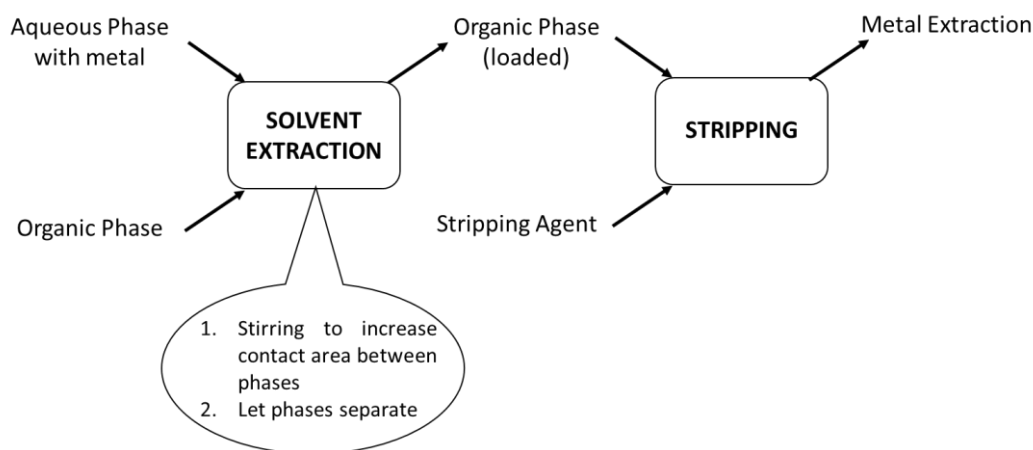 Aqueous Phase
with metal
Organic Phase
(loaded)
Metal Extraction
SOLVENT
EXTRACTION
STRIPPING
Organic Phase
Stripping Agent
1. Stirring to increase
contact area between
phases
2. Let phases separate